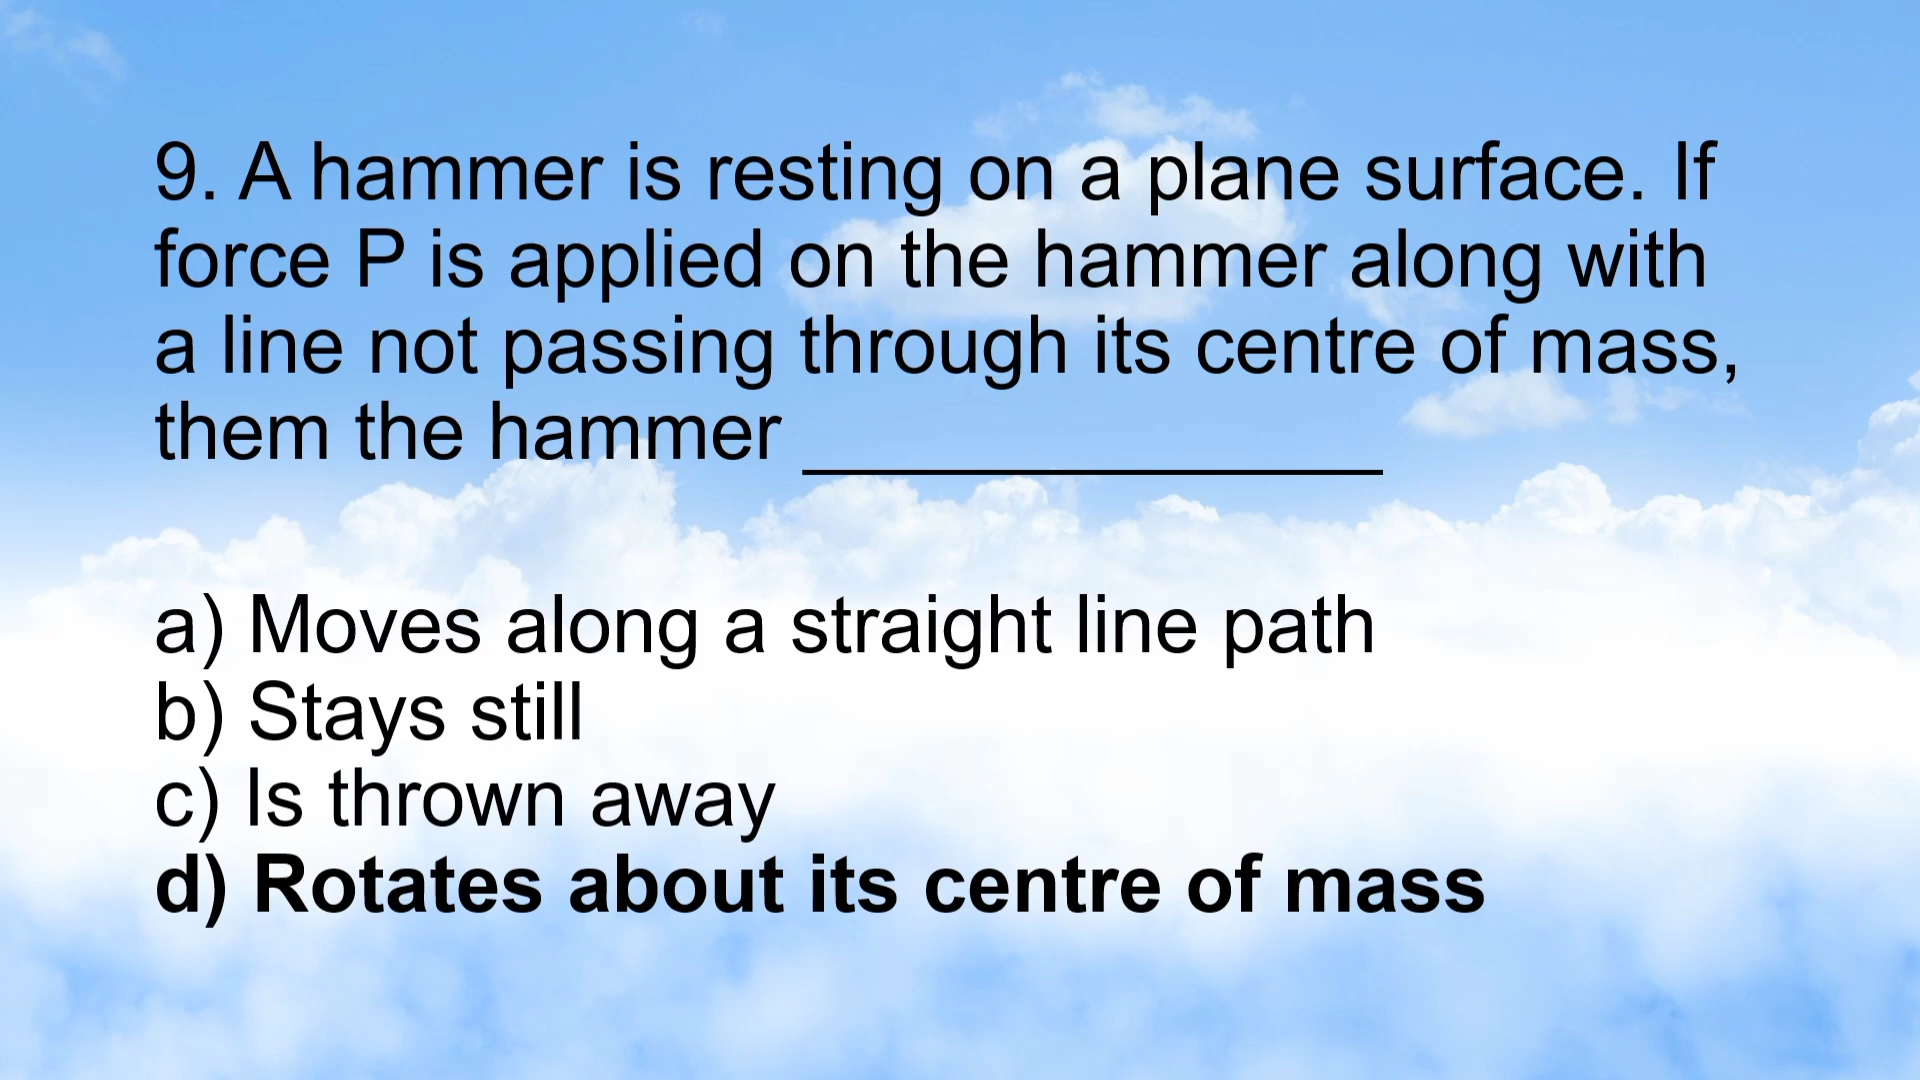 9. A hammer is resting on a plane surface. If
force P is applied on the hammer along with
a line not passing through its centre of mass,
them the hammer _______________
a) Moves along a straight line path
b) Stays still
c) Is thrown away
d) Rotates about its centre of mass